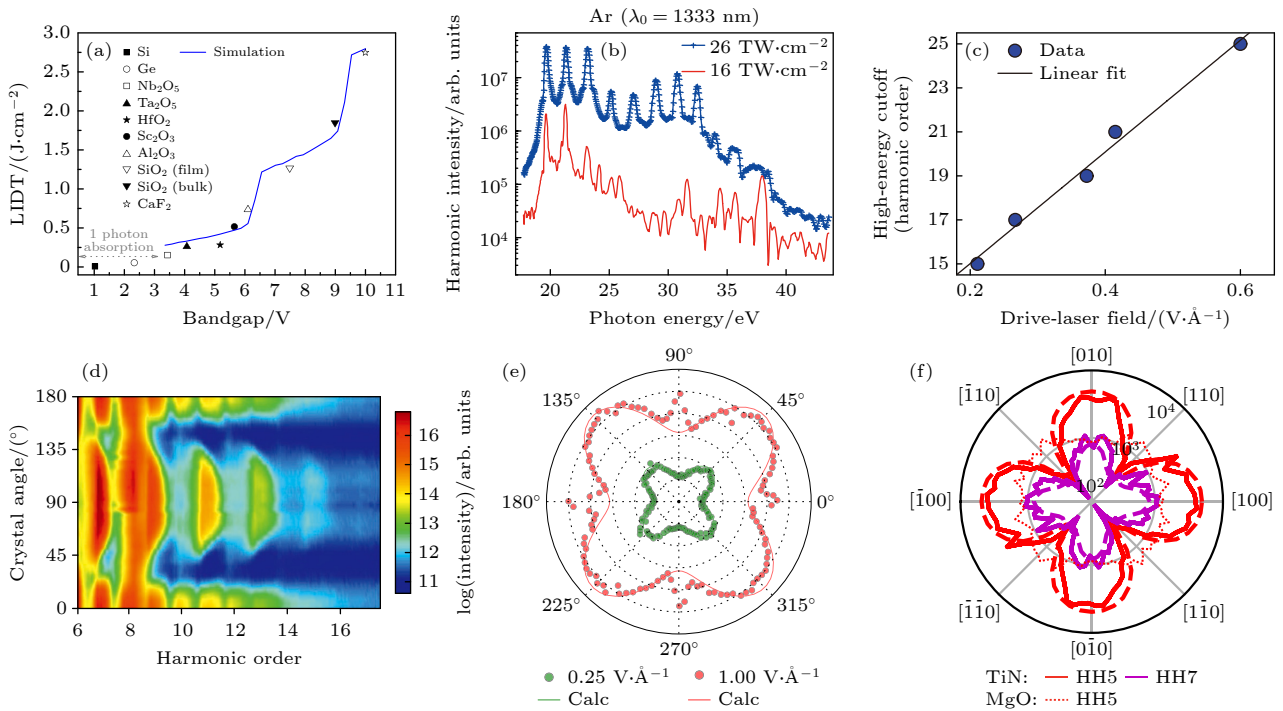 (a)
Si
Simulation
Ge
Nb₂O₅
Ta₂O₅
HfO₂
Sc₂O₃
Al₂O₃
SiO₂ (film)
SiO₂ (bulk)
CaF₂
1 photon
absorption
LIDT/(J·cm⁻²)
3.0
2.5
2.0
1.5
1.0
0.5
0
1 2 3 4 5 6 7 8 9 10 11
Bandgap/V
Ar (λ₀ = 1333 nm)
(b)
26 TW·cm⁻²
16 TW·cm⁻²
Harmonic intensity/arb. units
10⁷
10⁶
10⁵
10⁴
20 25 30 35 40
Photon energy/eV
(c)
Data
Linear fit
High-energy cutoff
(harmonic order)
25
23
21
19
17
15
0.2 0.4 0.6
Drive-laser field/(V·Å⁻¹)
(d)
Crystal angle/(°)
180
135
90
45
0
6 8 10 12 14 16
Harmonic order
16
15
14
13
12
11
log(intensity)/arb. units
(e)
90°
135° 45°
180° 0°
225° 315°
270°
0.25 V·Å⁻¹ 1.00 V·Å⁻¹
Calc Calc
(f)
[010]
[1̄10] [110]
10⁴
10³
10²
[1̄00] [100]
[1̄1̄0] [11̄0]
[01̄0]
TiN: HH5 HH7
MgO: HH5